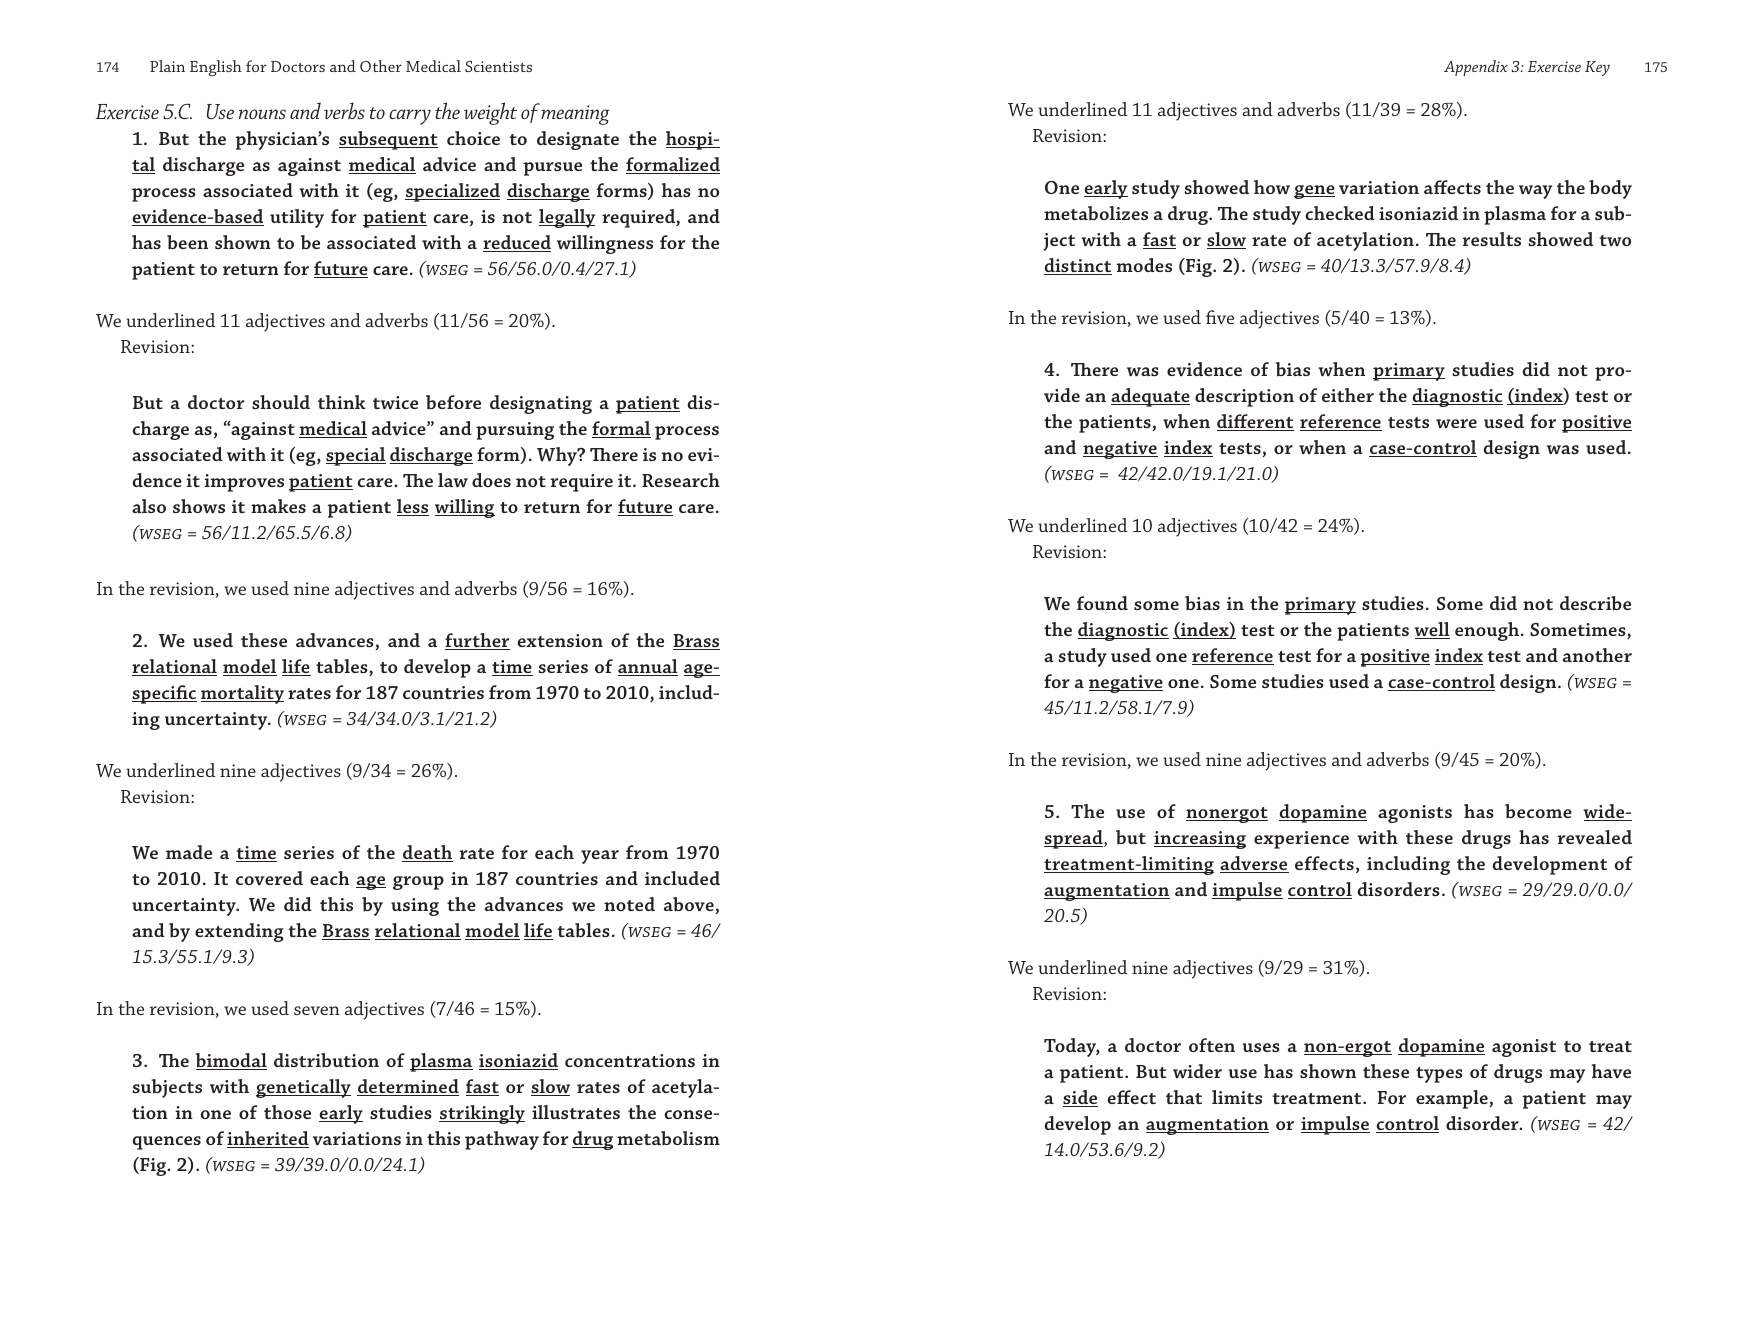 174 Plain English for Doctors and Other Medical Scientists
Exercise 5.C. Use nouns and verbs to carry the weight of meaning
1. But the physician’s subsequent choice to designate the hospi-
tal discharge as against medical advice and pursue the formalized
process associated with it (eg, specialized discharge forms) has no
evidence-based utility for patient care, is not legally required, and
has been shown to be associated with a reduced willingness for the
patient to return for future care. (WSEG = 56/56.0/0.4/27.1)
We underlined 11 adjectives and adverbs (11/56 = 20%).
Revision:
But a doctor should think twice before designating a patient dis-
charge as, “against medical advice” and pursuing the formal process
associated with it (eg, special discharge form). Why? There is no evi-
dence it improves patient care. The law does not require it. Research
also shows it makes a patient less willing to return for future care.
(WSEG = 56/11.2/65.5/6.8)
In the revision, we used nine adjectives and adverbs (9/56 = 16%).
2. We used these advances, and a further extension of the Brass
relational model life tables, to develop a time series of annual age-
specific mortality rates for 187 countries from 1970 to 2010, includ-
ing uncertainty. (WSEG = 34/34.0/3.1/21.2)
We underlined nine adjectives (9/34 = 26%).
Revision:
We made a time series of the death rate for each year from 1970
to 2010. It covered each age group in 187 countries and included
uncertainty. We did this by using the advances we noted above,
and by extending the Brass relational model life tables. (WSEG = 46/
15.3/55.1/9.3)
In the revision, we used seven adjectives (7/46 = 15%).
3. The bimodal distribution of plasma isoniazid concentrations in
subjects with genetically determined fast or slow rates of acetyla-
tion in one of those early studies strikingly illustrates the conse-
quences of inherited variations in this pathway for drug metabolism
(Fig. 2). (WSEG = 39/39.0/0.0/24.1)
Appendix 3: Exercise Key 175
We underlined 11 adjectives and adverbs (11/39 = 28%).
Revision:
One early study showed how gene variation affects the way the body
metabolizes a drug. The study checked isoniazid in plasma for a sub-
ject with a fast or slow rate of acetylation. The results showed two
distinct modes (Fig. 2). (WSEG = 40/13.3/57.9/8.4)
In the revision, we used five adjectives (5/40 = 13%).
4. There was evidence of bias when primary studies did not pro-
vide an adequate description of either the diagnostic (index) test or
the patients, when different reference tests were used for positive
and negative index tests, or when a case-control design was used.
(WSEG = 42/42.0/19.1/21.0)
We underlined 10 adjectives (10/42 = 24%).
Revision:
We found some bias in the primary studies. Some did not describe
the diagnostic (index) test or the patients well enough. Sometimes,
a study used one reference test for a positive index test and another
for a negative one. Some studies used a case-control design. (WSEG =
45/11.2/58.1/7.9)
In the revision, we used nine adjectives and adverbs (9/45 = 20%).
5. The use of nonergot dopamine agonists has become wide-
spread, but increasing experience with these drugs has revealed
treatment-limiting adverse effects, including the development of
augmentation and impulse control disorders. (WSEG = 29/29.0/0.0/
20.5)
We underlined nine adjectives (9/29 = 31%).
Revision:
Today, a doctor often uses a non-ergot dopamine agonist to treat
a patient. But wider use has shown these types of drugs may have
a side effect that limits treatment. For example, a patient may
develop an augmentation or impulse control disorder. (WSEG = 42/
14.0/53.6/9.2)